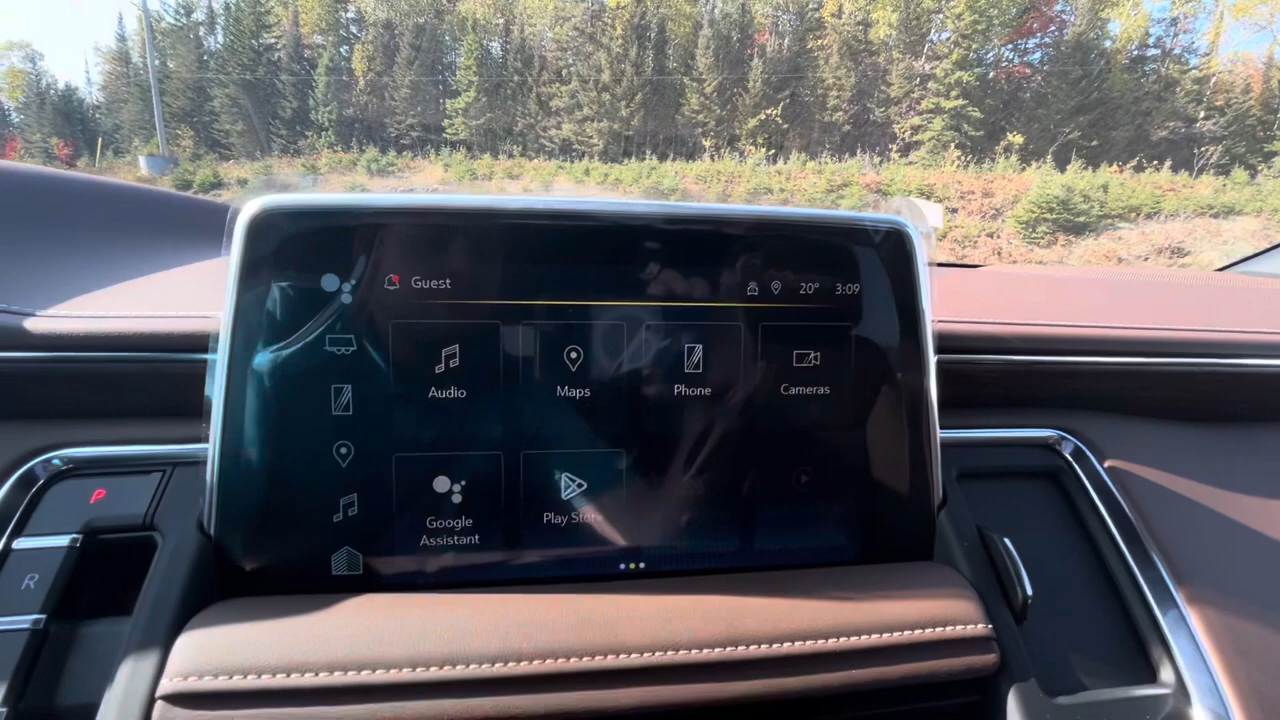 Guest
20° 3:09
Audio
Maps
Phone
Cameras
Google
Assistant
Play Store
P
R